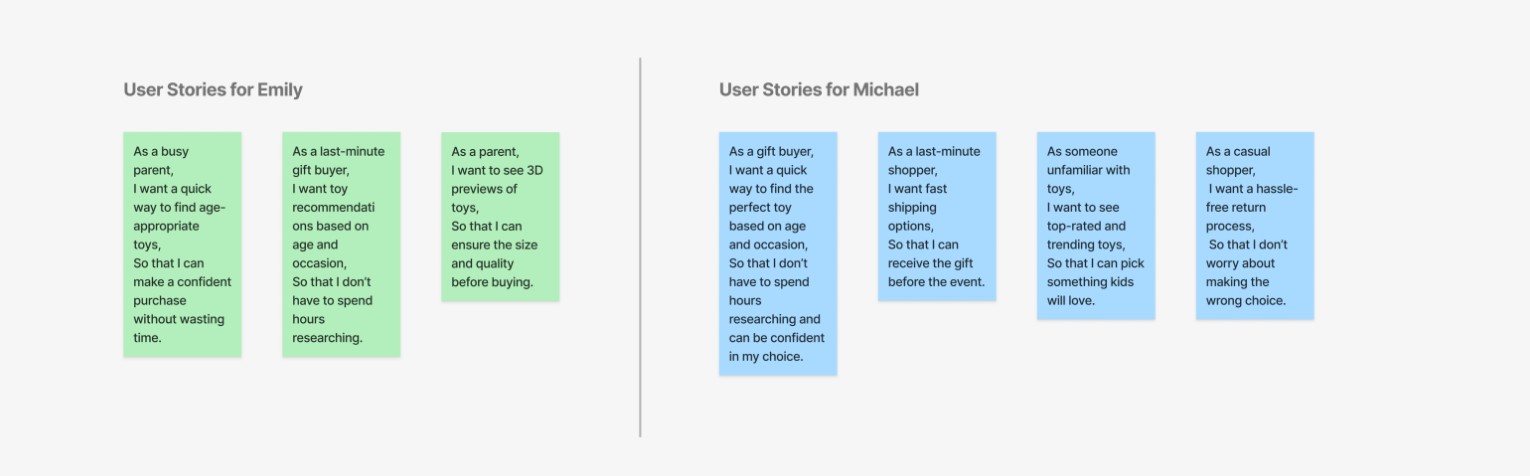 User Stories for Emily
As a busy
parent,
I want a quick
way to find age-
appropriate
toys,
So that I can
make a confident
purchase
without wasting
time.
As a last-minute
gift buyer,
I want toy
recommendati
ons based on
age and
occasion,
So that I don't
have to spend
hours
researching.
As a parent,
I want to see 3D
previews of
toys,
So that I can
ensure the size
and quality
before buying.
User Stories for Michael
As a gift buyer,
I want a quick
way to find the
perfect toy
based on age
and occasion,
So that I don't
have to spend
hours
researching and
can be confident
in my choice.
As a last-minute
shopper,
I want fast
shipping
options,
So that I can
receive the gift
before the event.
As someone
unfamiliar with
toys,
I want to see
top-rated and
trending toys,
So that I can pick
something kids
will love.
As a casual
shopper,
I want a hassle-
free return
process,
So that I don't
worry about
making the
wrong choice.